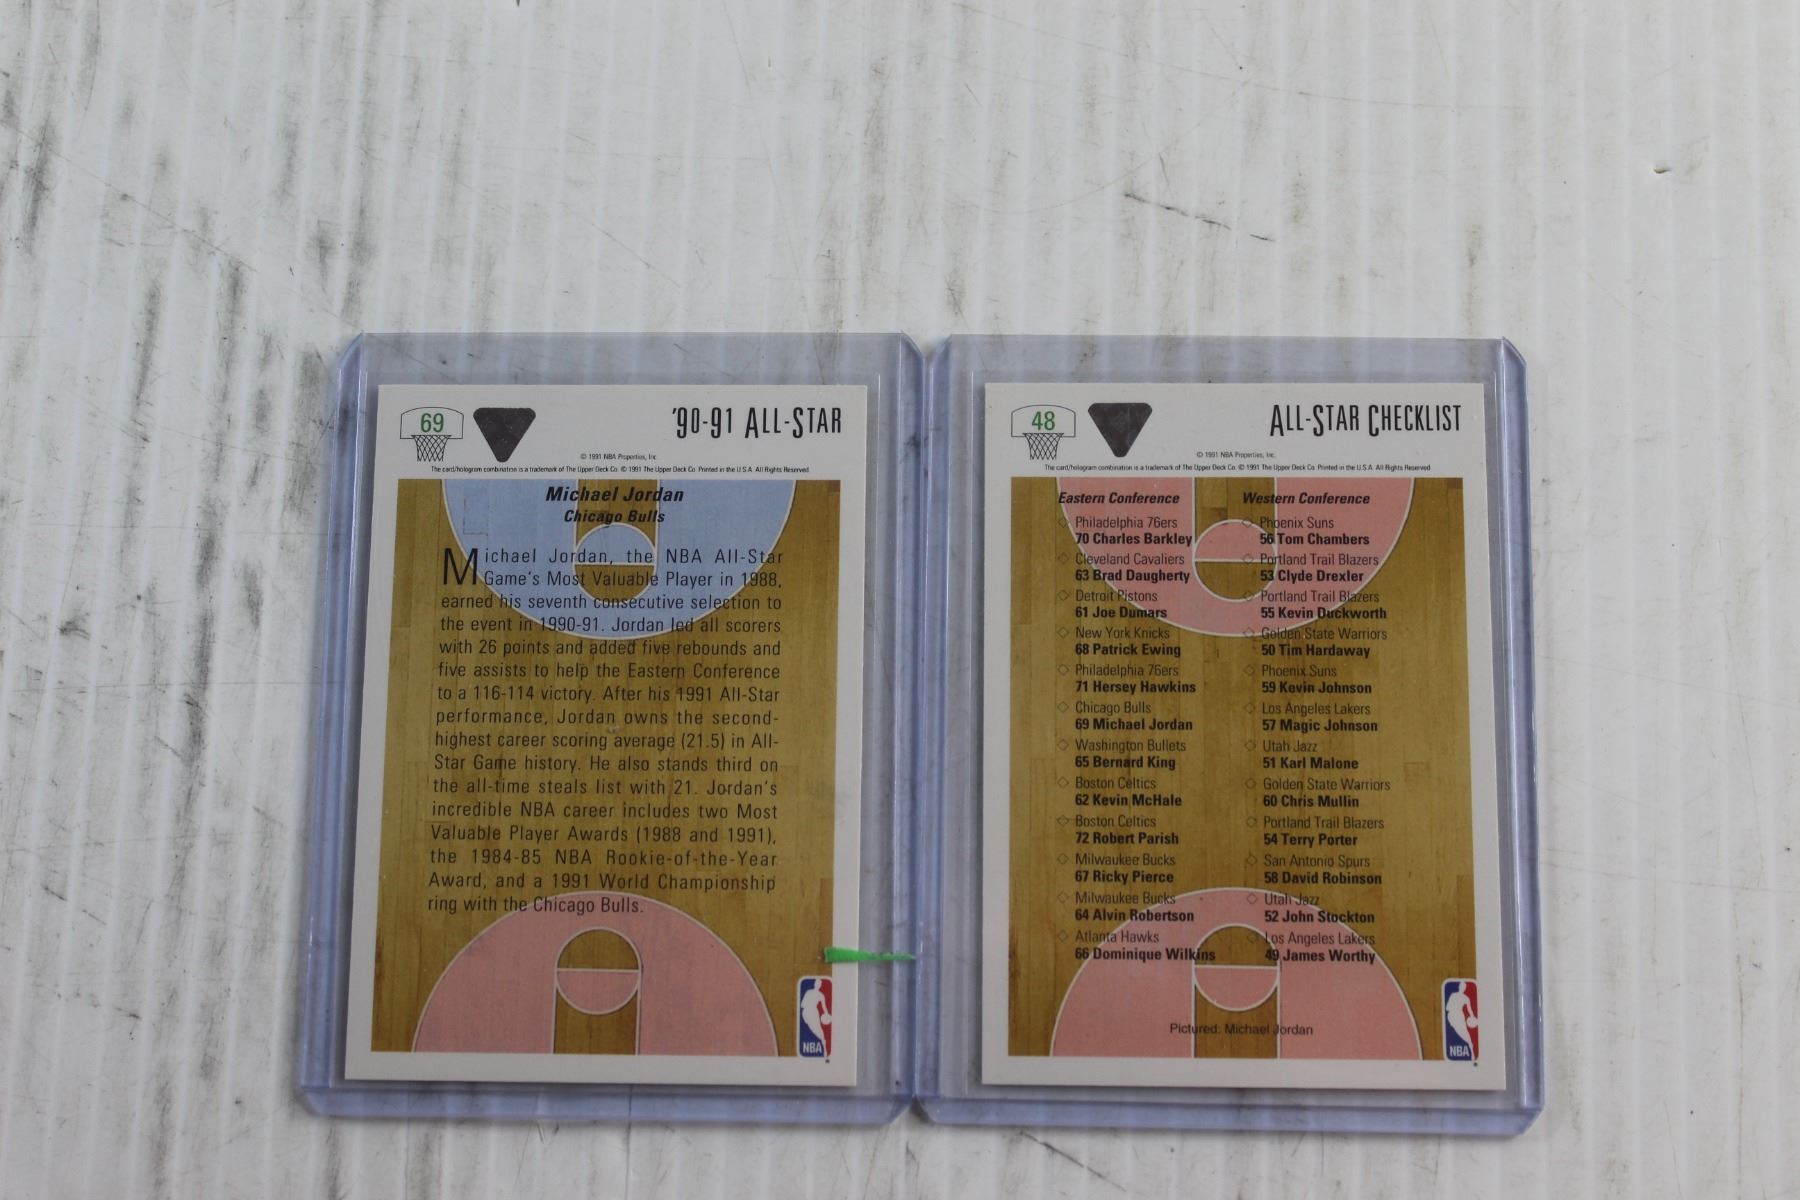 69
'90-91 ALL-STAR
© 1991 NBA Properties, Inc.
The card/hologram combination is a trademark of The Upper Deck Co. © 1991 The Upper Deck Co. Printed in the U.S.A. All Rights Reserved.
Michael Jordan
Chicago Bulls
Michael Jordan, the NBA All-Star
Game's Most Valuable Player in 1988,
earned his seventh consecutive selection to
the event in 1990-91. Jordan led all scorers
with 26 points and added five rebounds and
five assists to help the Eastern Conference
to a 116-114 victory. After his 1991 All-Star
performance, Jordan owns the second-
highest career scoring average (21.5) in All-
Star Game history. He also stands third on
the all-time steals list with 21. Jordan's
incredible NBA career includes two Most
Valuable Player Awards (1988 and 1991),
the 1984-85 NBA Rookie-of-the-Year
Award, and a 1991 World Championship
ring with the Chicago Bulls.
NBA
48
ALL-STAR CHECKLIST
© 1991 NBA Properties, Inc.
The card/hologram combination is a trademark of The Upper Deck Co. © 1991 The Upper Deck Co. Printed in the U.S.A. All Rights Reserved.
Eastern Conference
Philadelphia 76ers
70 Charles Barkley
Cleveland Cavaliers
63 Brad Daugherty
Detroit Pistons
61 Joe Dumars
New York Knicks
68 Patrick Ewing
Philadelphia 76ers
71 Hersey Hawkins
Chicago Bulls
69 Michael Jordan
Washington Bullets
65 Bernard King
Boston Celtics
62 Kevin McHale
Boston Celtics
72 Robert Parish
Milwaukee Bucks
67 Ricky Pierce
Milwaukee Bucks
64 Alvin Robertson
Atlanta Hawks
66 Dominique Wilkins
Western Conference
Phoenix Suns
56 Tom Chambers
Portland Trail Blazers
53 Clyde Drexler
Portland Trail Blazers
55 Kevin Duckworth
Golden State Warriors
50 Tim Hardaway
Phoenix Suns
59 Kevin Johnson
Los Angeles Lakers
57 Magic Johnson
Utah Jazz
51 Karl Malone
Golden State Warriors
60 Chris Mullin
Portland Trail Blazers
54 Terry Porter
San Antonio Spurs
58 David Robinson
Utah Jazz
52 John Stockton
Los Angeles Lakers
49 James Worthy
Pictured: Michael Jordan
NBA